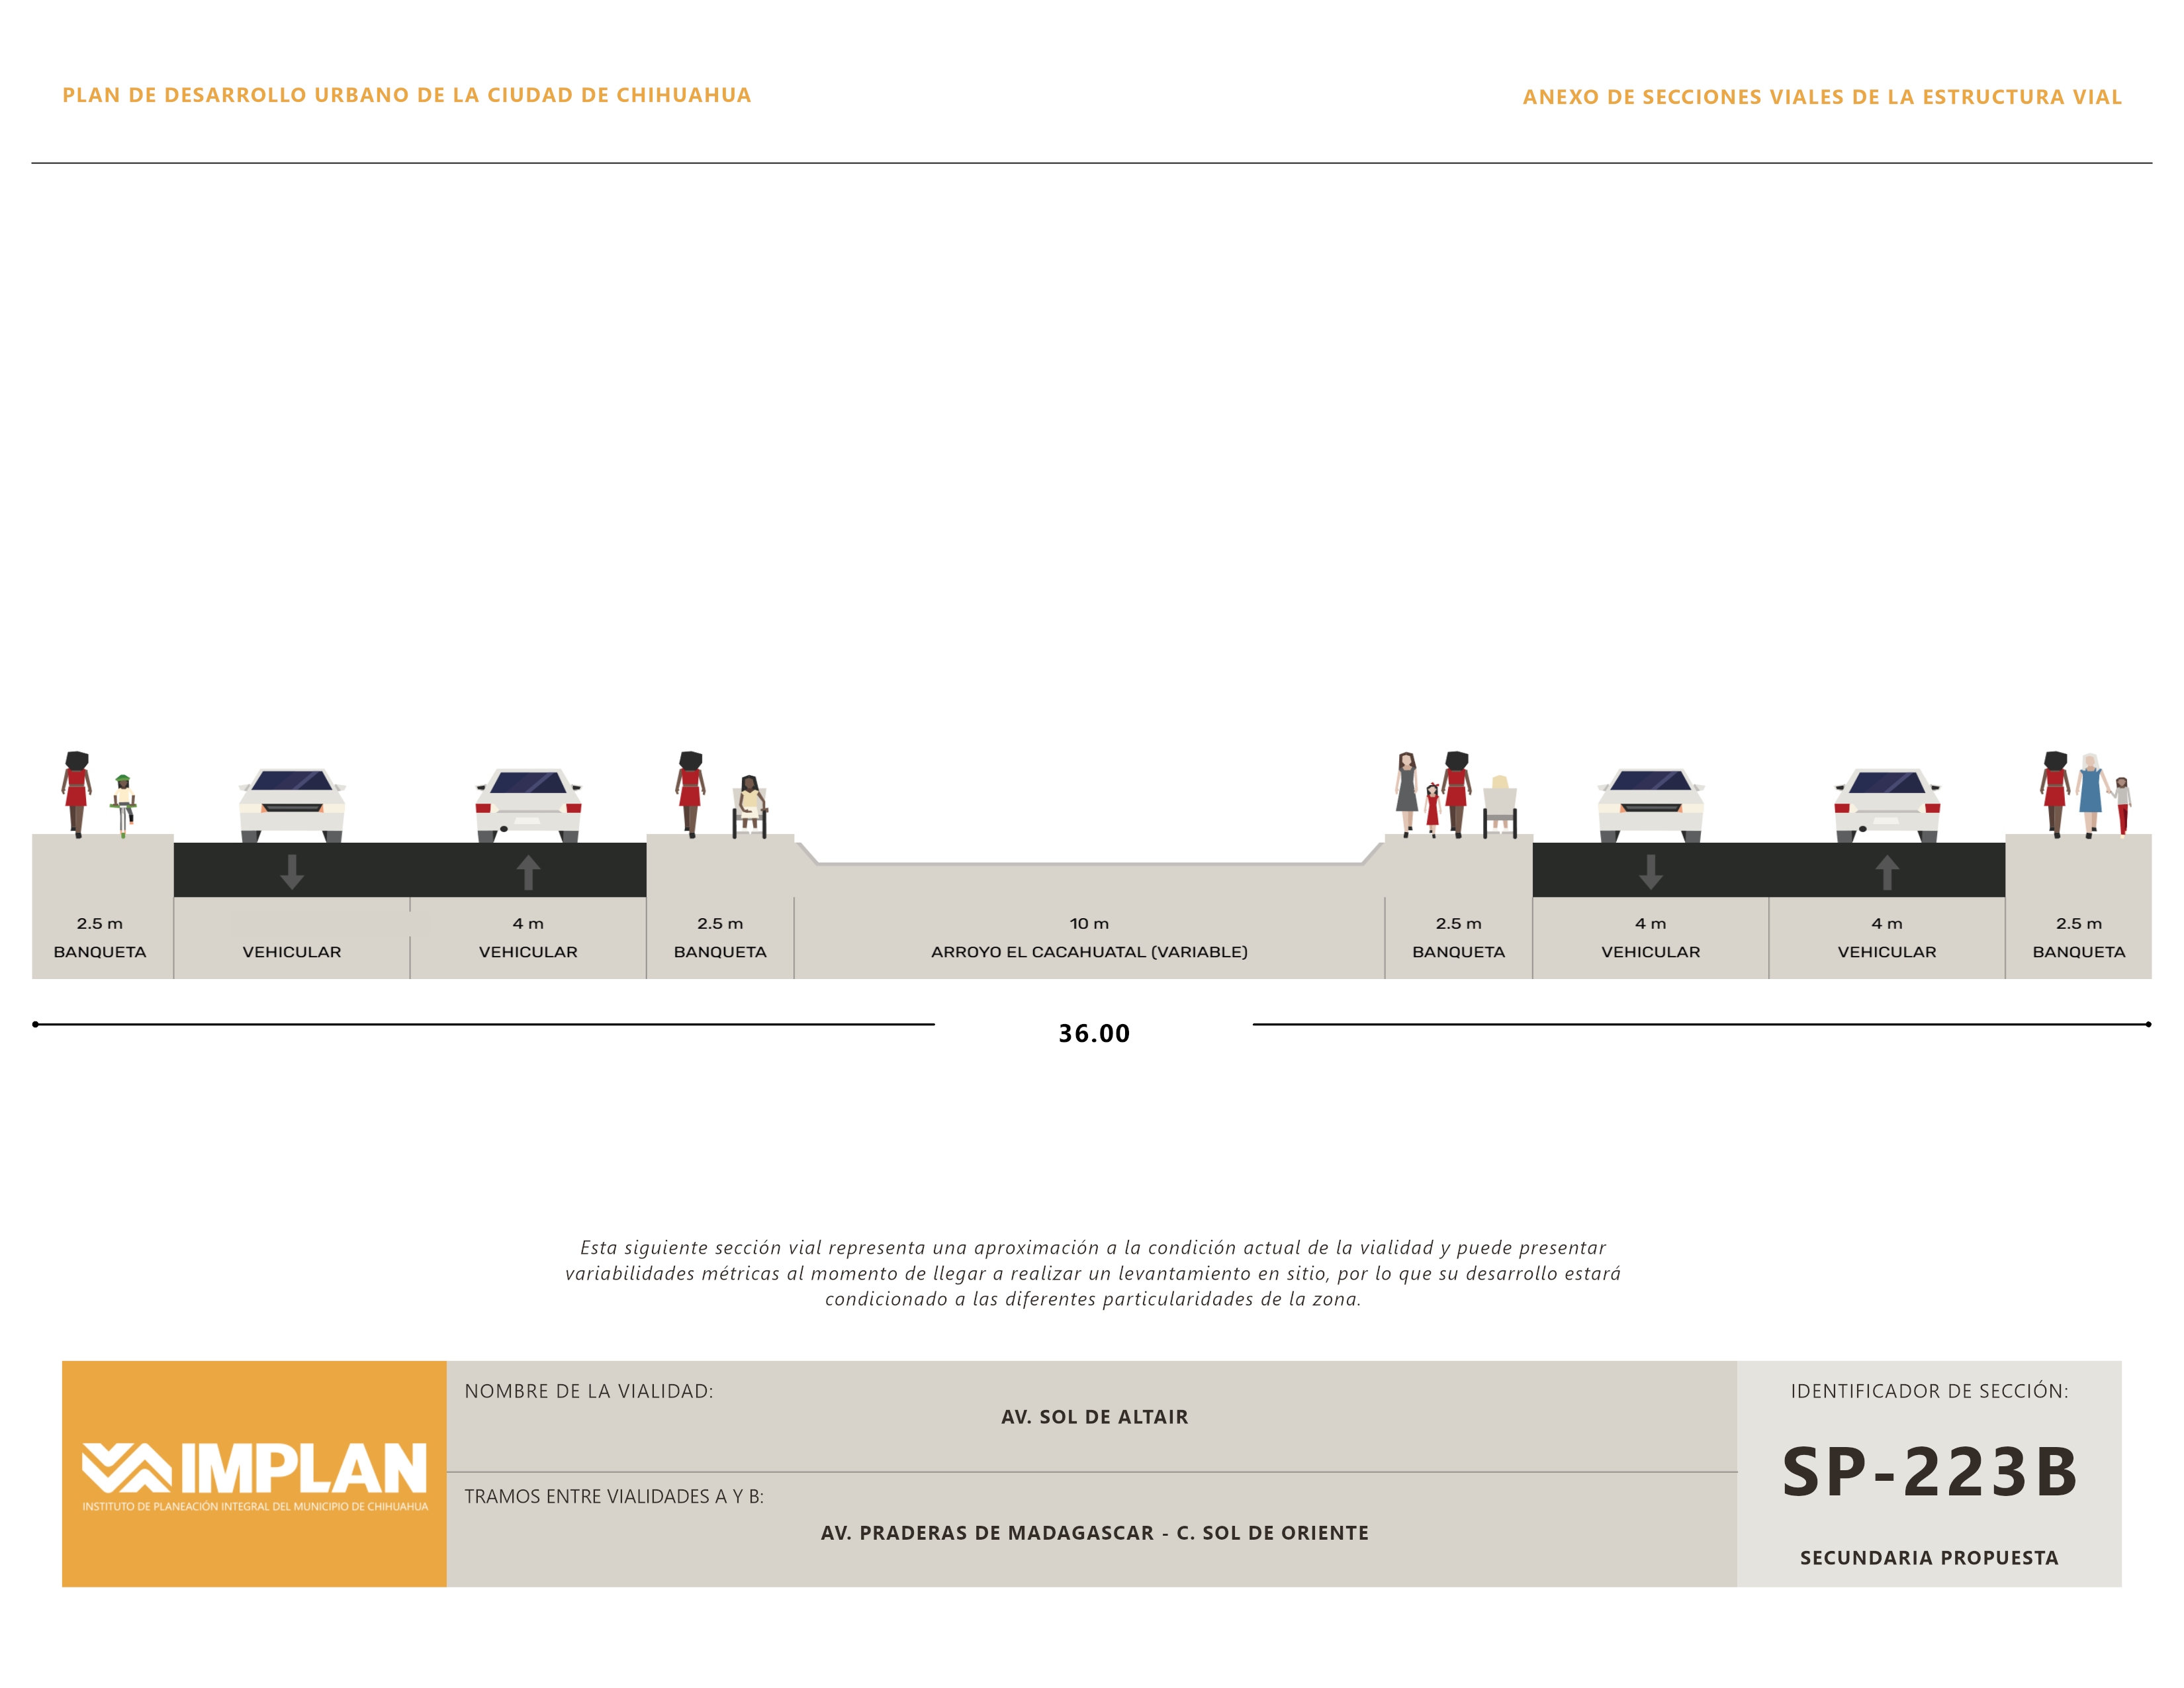 PLAN DE DESARROLLO URBANO DE LA CIUDAD DE CHIHUAHUA
ANEXO DE SECCIONES VIALES DE LA ESTRUCTURA VIAL
2.5 m
BANQUETA
VEHICULAR
4 m
VEHICULAR
2.5 m
BANQUETA
10 m
ARROYO EL CACAHUATAL (VARIABLE)
2.5 m
BANQUETA
4 m
VEHICULAR
4 m
VEHICULAR
2.5 m
BANQUETA
36.00
Esta siguiente sección vial representa una aproximación a la condición actual de la vialidad y puede presentar
variabilidades métricas al momento de llegar a realizar un levantamiento en sitio, por lo que su desarrollo estará
condicionado a las diferentes particularidades de la zona.
IMPLAN
INSTITUTO DE PLANEACIÓN INTEGRAL DEL MUNICIPIO DE CHIHUAHUA
NOMBRE DE LA VIALIDAD:
AV. SOL DE ALTAIR
TRAMOS ENTRE VIALIDADES A Y B:
AV. PRADERAS DE MADAGASCAR - C. SOL DE ORIENTE
IDENTIFICADOR DE SECCIÓN:
SP-223B
SECUNDARIA PROPUESTA